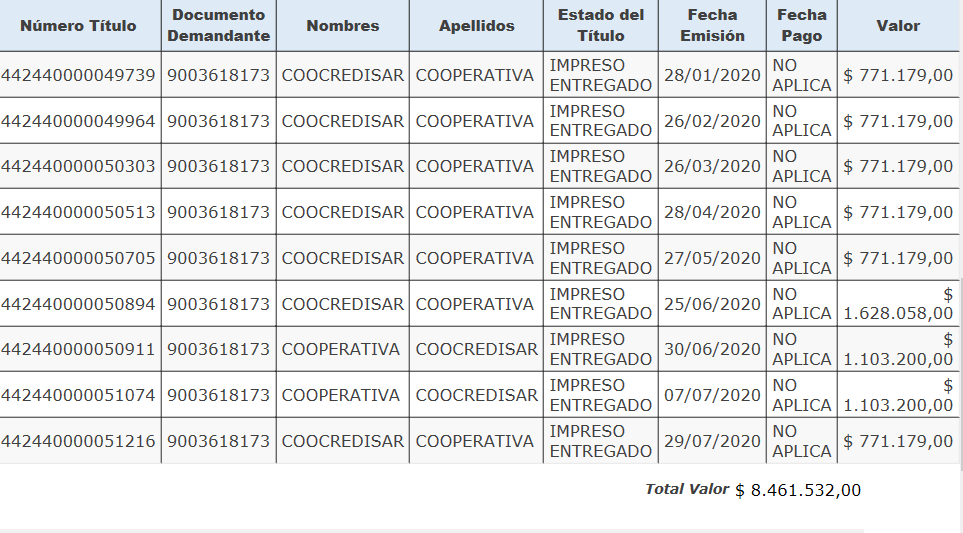 Número Título Documento Demandante Nombres Apellidos Estado del Título Fecha Emisión Fecha Pago Valor
442440000049739 9003618173 COOCREDISAR COOPERATIVA IMPRESO ENTREGADO 28/01/2020 NO APLICA $ 771.179,00
442440000049964 9003618173 COOCREDISAR COOPERATIVA IMPRESO ENTREGADO 26/02/2020 NO APLICA $ 771.179,00
442440000050303 9003618173 COOCREDISAR COOPERATIVA IMPRESO ENTREGADO 26/03/2020 NO APLICA $ 771.179,00
442440000050513 9003618173 COOCREDISAR COOPERATIVA IMPRESO ENTREGADO 28/04/2020 NO APLICA $ 771.179,00
442440000050705 9003618173 COOCREDISAR COOPERATIVA IMPRESO ENTREGADO 27/05/2020 NO APLICA $ 771.179,00
442440000050894 9003618173 COOCREDISAR COOPERATIVA IMPRESO ENTREGADO 25/06/2020 NO APLICA $ 1.628.058,00
442440000050911 9003618173 COOPERATIVA COOCREDISAR IMPRESO ENTREGADO 30/06/2020 NO APLICA $ 1.103.200,00
442440000051074 9003618173 COOPERATIVA COOCREDISAR IMPRESO ENTREGADO 07/07/2020 NO APLICA $ 1.103.200,00
442440000051216 9003618173 COOCREDISAR COOPERATIVA IMPRESO ENTREGADO 29/07/2020 NO APLICA $ 771.179,00
Total Valor $ 8.461.532,00